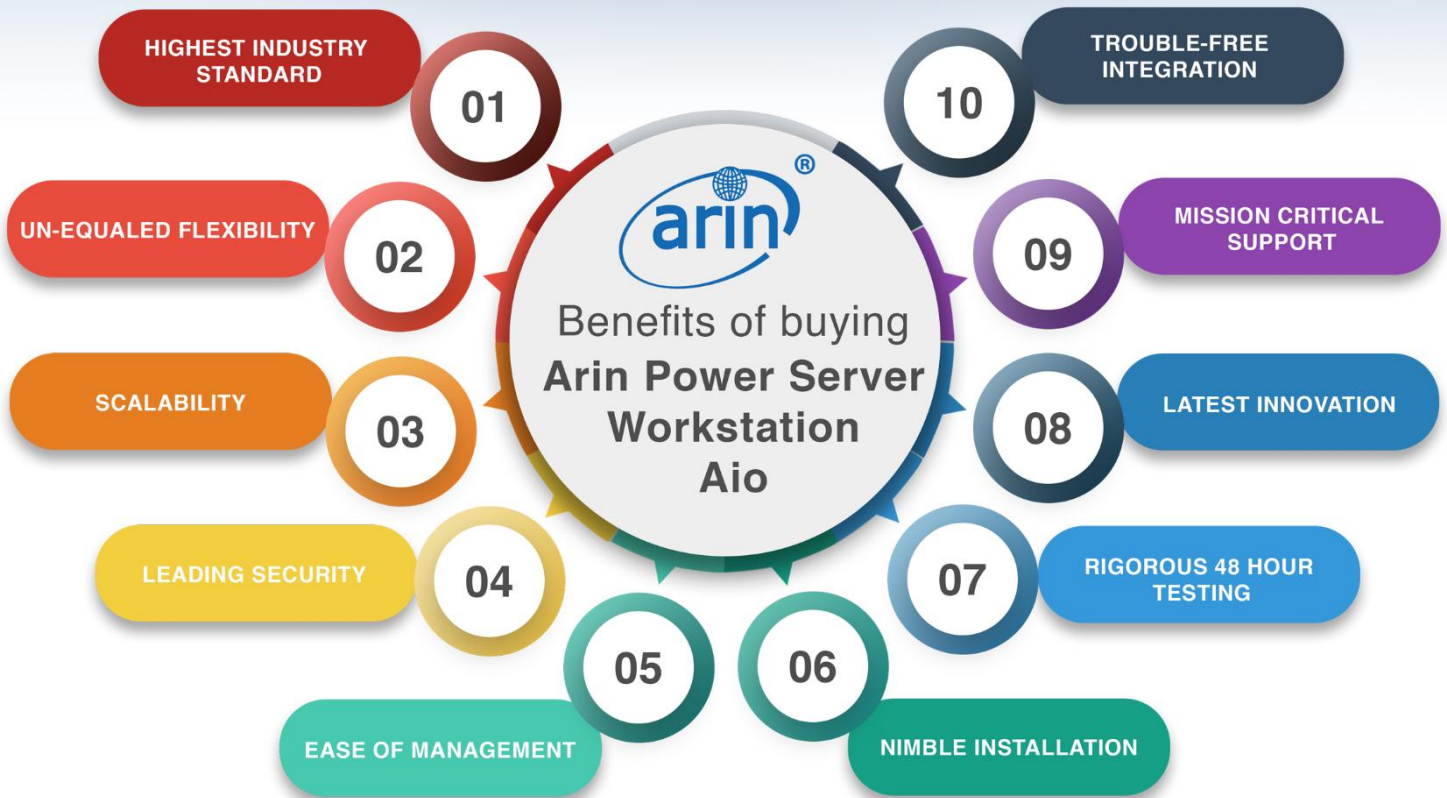 arin®
Benefits of buying
Arin Power Server
Workstation
Aio
01
HIGHEST INDUSTRY
STANDARD
02
UN-EQUALED FLEXIBILITY
03
SCALABILITY
04
LEADING SECURITY
05
EASE OF MANAGEMENT
06
NIMBLE INSTALLATION
07
RIGOROUS 48 HOUR
TESTING
08
LATEST INNOVATION
09
MISSION CRITICAL
SUPPORT
10
TROUBLE-FREE
INTEGRATION